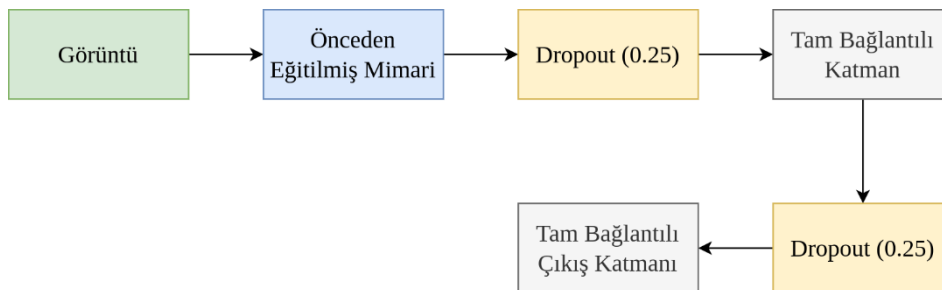 Görüntü
Önceden
Eğitilmiş Mimari
Dropout (0.25)
Tam Bağlantılı
Katman
Dropout (0.25)
Tam Bağlantılı
Çıkış Katmanı